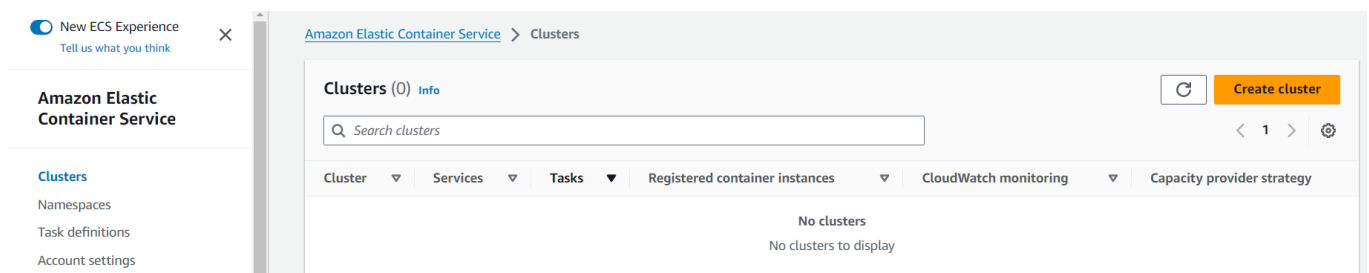 New ECS Experience
Tell us what you think
Amazon Elastic
Container Service
Clusters
Namespaces
Task definitions
Account settings
Amazon Elastic Container Service > Clusters
Clusters (0) Info
Create cluster
Search clusters
1
Cluster Services Tasks Registered container instances CloudWatch monitoring Capacity provider strategy
No clusters
No clusters to display